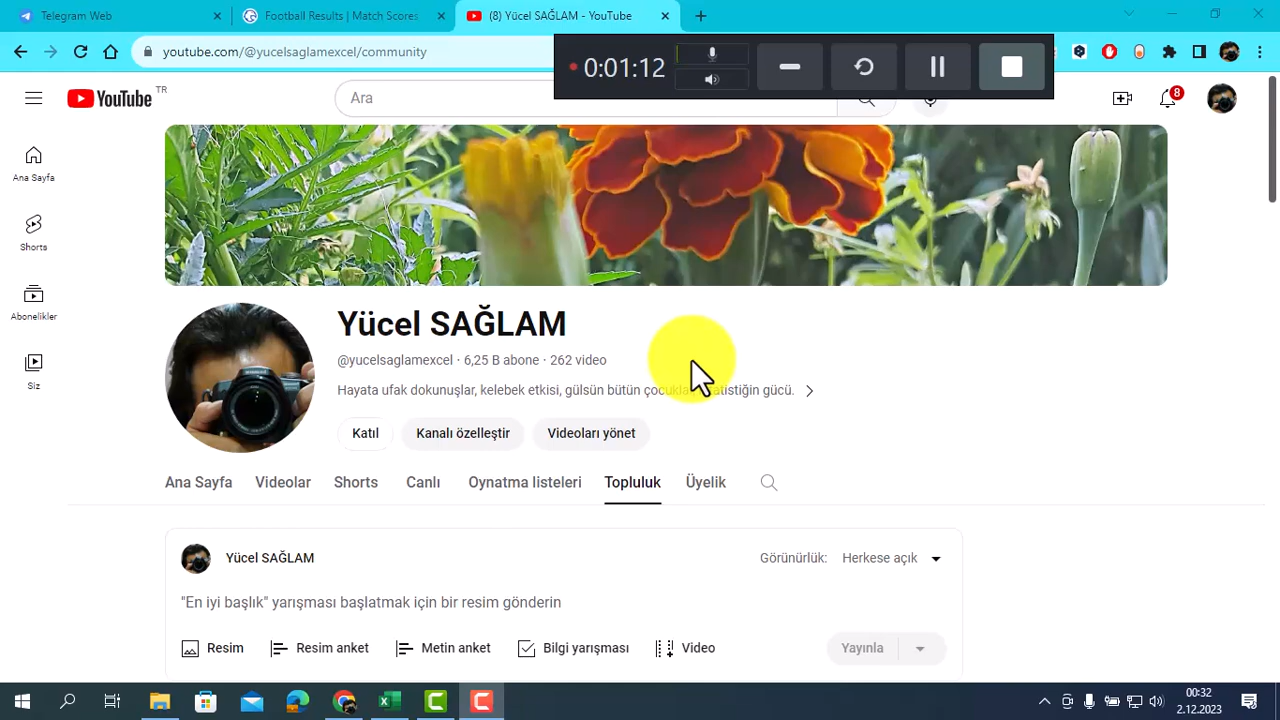 Telegram Web
Football Results | Match Scores
(8) Yücel SAĞLAM - YouTube
youtube.com/@yucelsaglamexcel/community
0:01:12
YouTube TR
Ara
8
Ana Sayfa
Shorts
Abonelikler
Siz
Yücel SAĞLAM
@yucelsaglamexcel · 6,25 B abone · 262 video
Hayata ufak dokunuşlar, kelebek etkisi, gülsün bütün
Katıl
Kanalı özelleştir
Videoları yönet
Ana Sayfa
Videolar
Shorts
Canlı
Oynatma listeleri
Topluluk
Üyelik
Yücel SAĞLAM
Görünürlük: Herkese açık
"En iyi başlık" yarışması başlatmak için bir resim gönderin
Resim
Resim anket
Metin anket
Bilgi yarışması
Video
Yayınla
00:32
2.12.2023